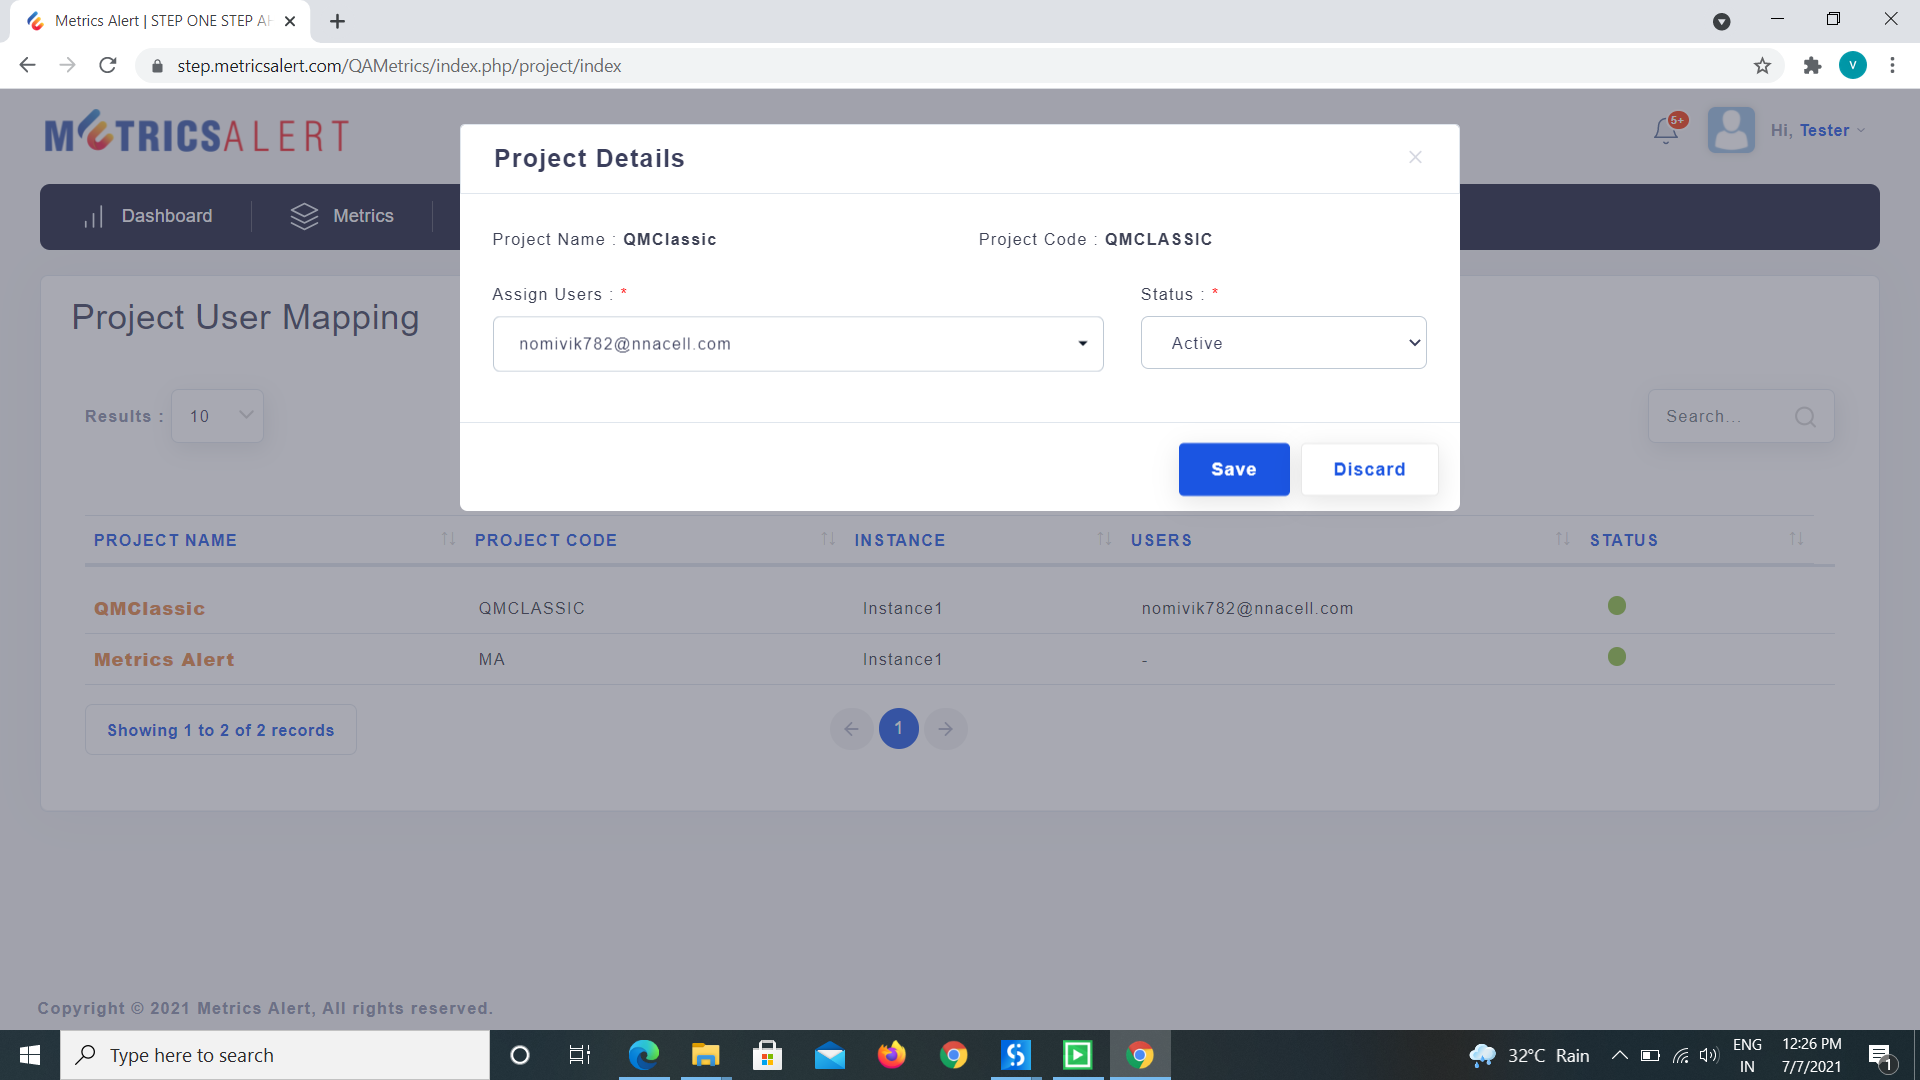 Metrics Alert | STEP ONE STEP AH
step.metricsalert.com/QAMetrics/index.php/project/index
V
METRICSALERT
5+
Hi, Tester
Dashboard
Metrics
Project Details
Project Name : QMClassic
Project Code : QMCLASSIC
Assign Users : *
Status : *
nomivik782@nnacell.com
Active
Save
Discard
Project User Mapping
Results :
10
Search...
PROJECT NAME
PROJECT CODE
INSTANCE
USERS
STATUS
QMClassic
QMCLASSIC
Instance1
nomivik782@nnacell.com
Metrics Alert
MA
Instance1
-
Showing 1 to 2 of 2 records
1
Copyright © 2021 Metrics Alert, All rights reserved.
Type here to search
32°C Rain
ENG
IN
12:26 PM
7/7/2021
1